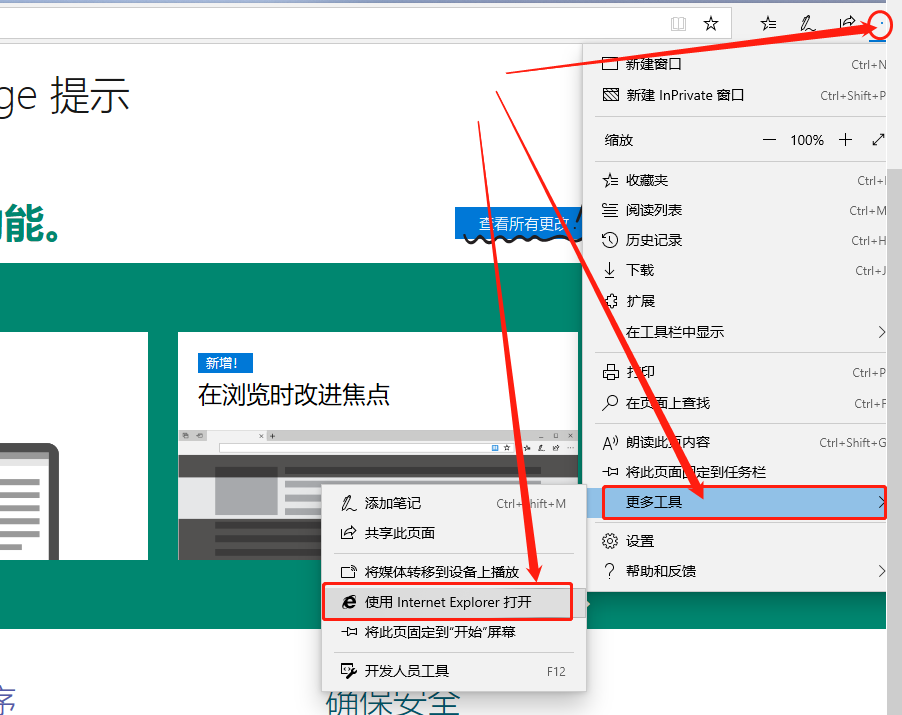 ge 提示
新建窗口 Ctrl+N
新建 InPrivate 窗口 Ctrl+Shift+P
缩放 100%
收藏夹 Ctrl+I
阅读列表 Ctrl+M
历史记录 Ctrl+H
下载 Ctrl+J
扩展
在工具栏中显示
打印 Ctrl+P
在页面上查找 Ctrl+F
朗读此页内容 Ctrl+Shift+G
将此页面固定到任务栏
更多工具
设置
帮助和反馈
功能。
查看所有更改
新增!
在浏览时改进焦点
添加笔记 Ctrl+Shift+M
共享此页面
将媒体转移到设备上播放
使用 Internet Explorer 打开
将此页固定到“开始”屏幕
开发人员工具 F12
序
确保安全